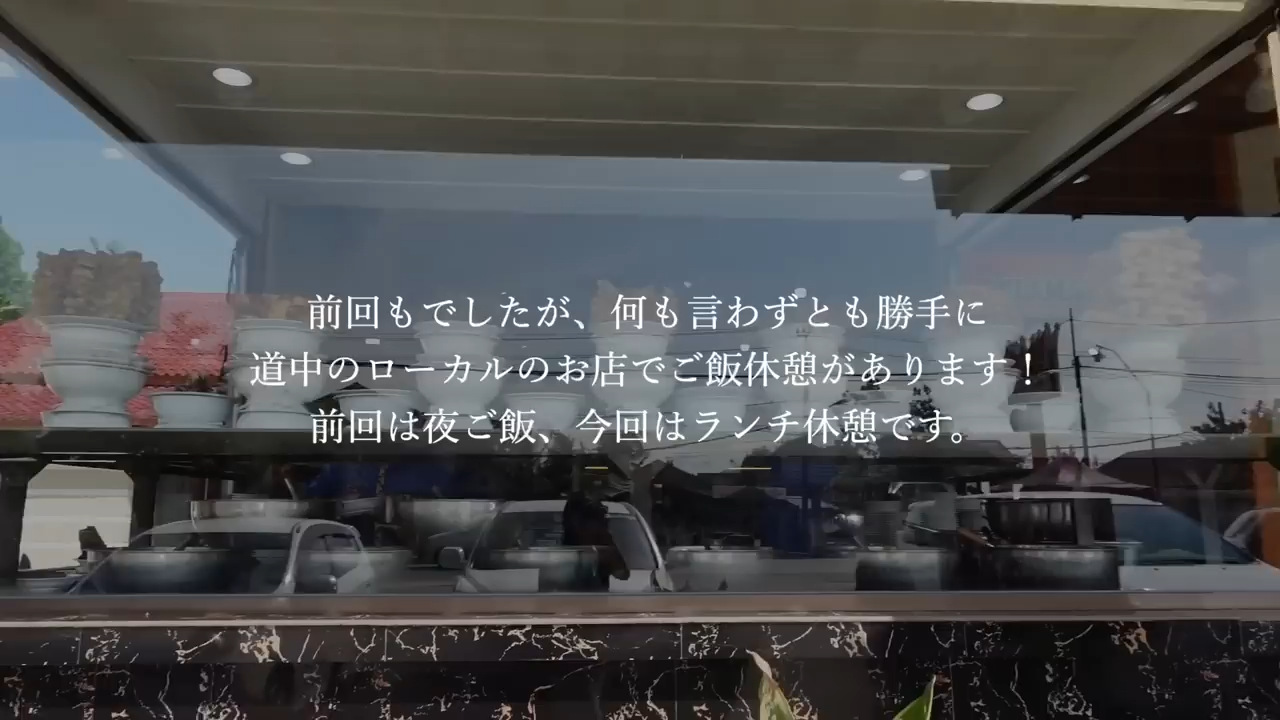 前回もでしたが、何も言わずとも勝手に
道中のローカルのお店でご飯休憩があります！
前回は夜ご飯、今回はランチ休憩です。